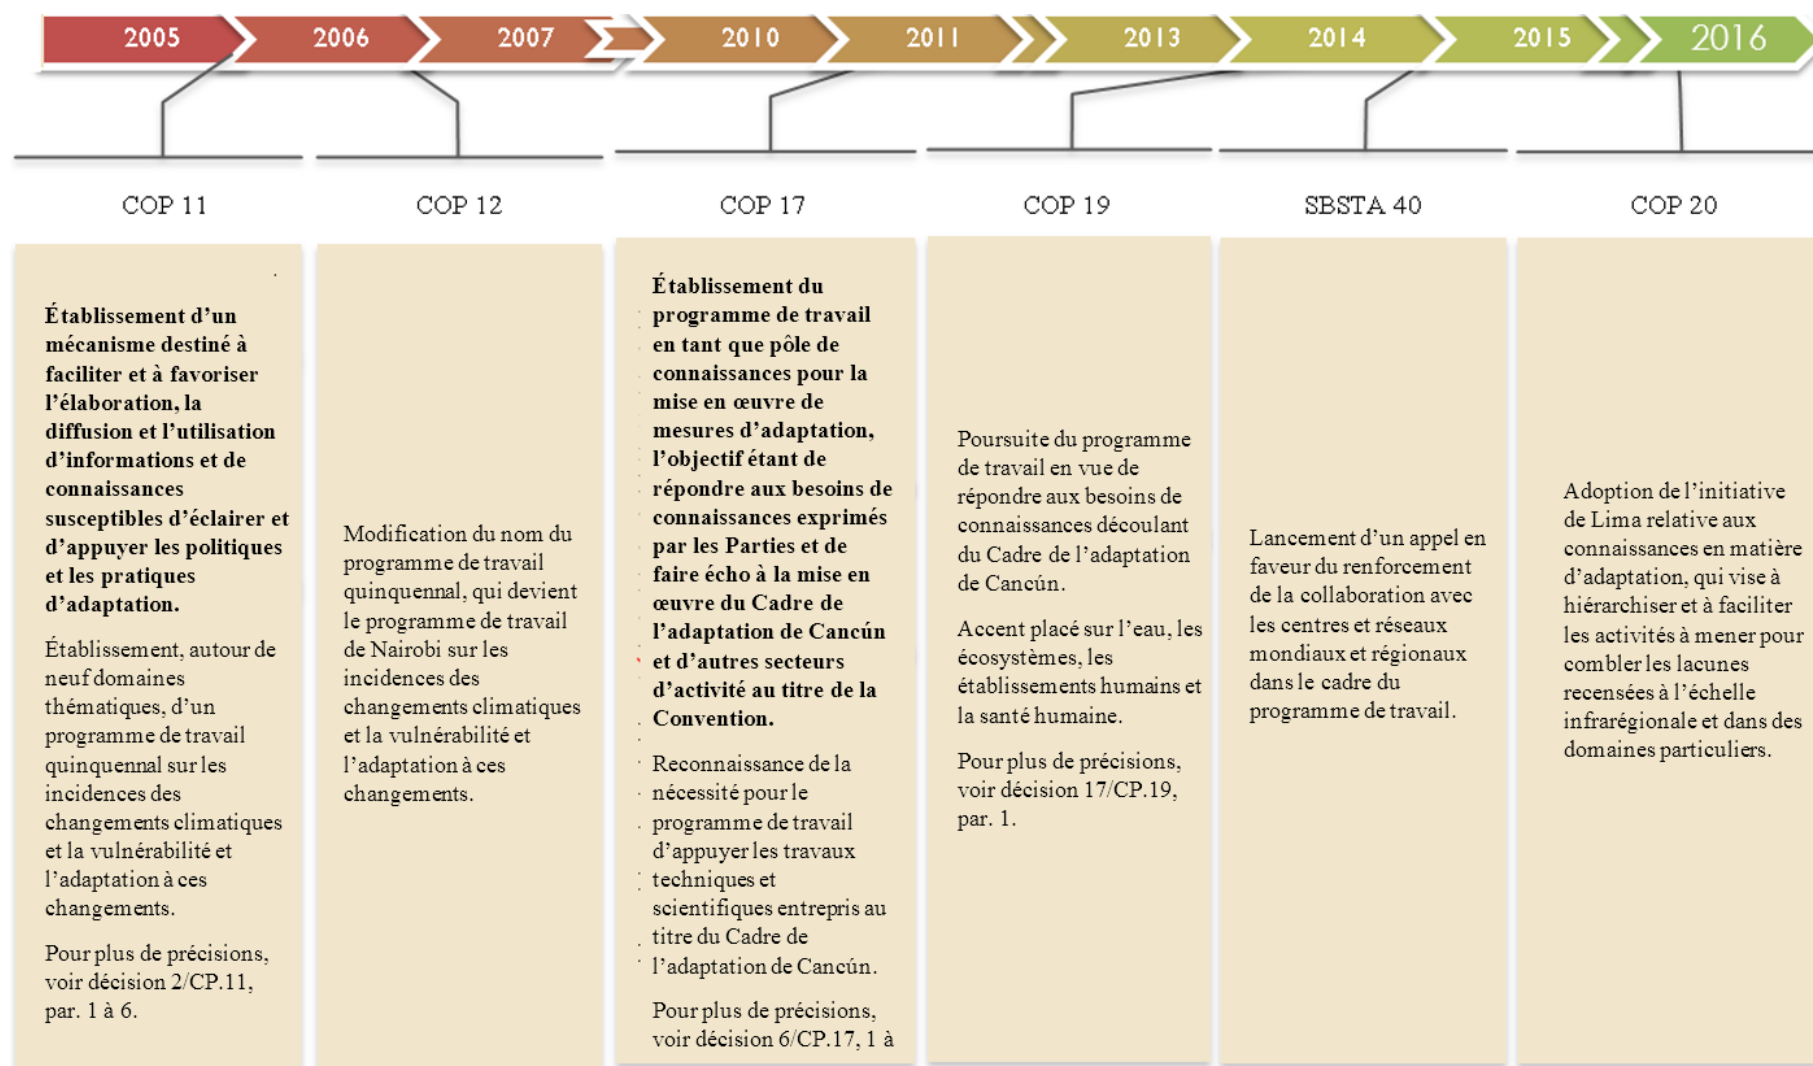 2005
2006
2007
2010
2011
2013
2014
2015
2016
COP 11
COP 12
COP 17
COP 19
SBSTA 40
COP 20
Établissement d’un
mécanisme destiné à
faciliter et à favoriser
l’élaboration, la
diffusion et l’utilisation
d’informations et de
connaissances
susceptibles d’éclairer et
d’appuyer les politiques
et les pratiques
d’adaptation.
Établissement, autour de
neuf domaines
thématiques, d’un
programme de travail
quinquennal sur les
incidences des
changements climatiques
et la vulnérabilité et
l’adaptation à ces
changements.
Pour plus de précisions,
voir décision 2/CP.11,
par. 1 à 6.
Modification du nom du
programme de travail
quinquennal, qui devient
le programme de travail
de Nairobi sur les
incidences des
changements climatiques
et la vulnérabilité et
l’adaptation à ces
changements.
Établissement du
programme de travail
en tant que pôle de
connaissances pour la
mise en œuvre de
mesures d’adaptation,
l’objectif étant de
répondre aux besoins de
connaissances exprimés
par les Parties et de
faire écho à la mise en
œuvre du Cadre de
l’adaptation de Cancún
et d’autres secteurs
d’activité au titre de la
Convention.
Reconnaissance de la
nécessité pour le
programme de travail
d’appuyer les travaux
techniques et
scientifiques entrepris au
titre du Cadre de
l’adaptation de Cancún.
Pour plus de précisions,
voir décision 6/CP.17, 1 à
Poursuite du programme
de travail en vue de
répondre aux besoins de
connaissances découlant
du Cadre de l’adaptation
de Cancún.
Accent placé sur l’eau, les
écosystèmes, les
établissements humains et
la santé humaine.
Pour plus de précisions,
voir décision 17/CP.19,
par. 1.
Lancement d’un appel en
faveur du renforcement
de la collaboration avec
les centres et réseaux
mondiaux et régionaux
dans le cadre du
programme de travail.
Adoption de l’initiative
de Lima relative aux
connaissances en matière
d’adaptation, qui vise à
hiérarchiser et à faciliter
les activités à mener pour
combler les lacunes
recensées à l’échelle
infrarégionale et dans des
domaines particuliers.